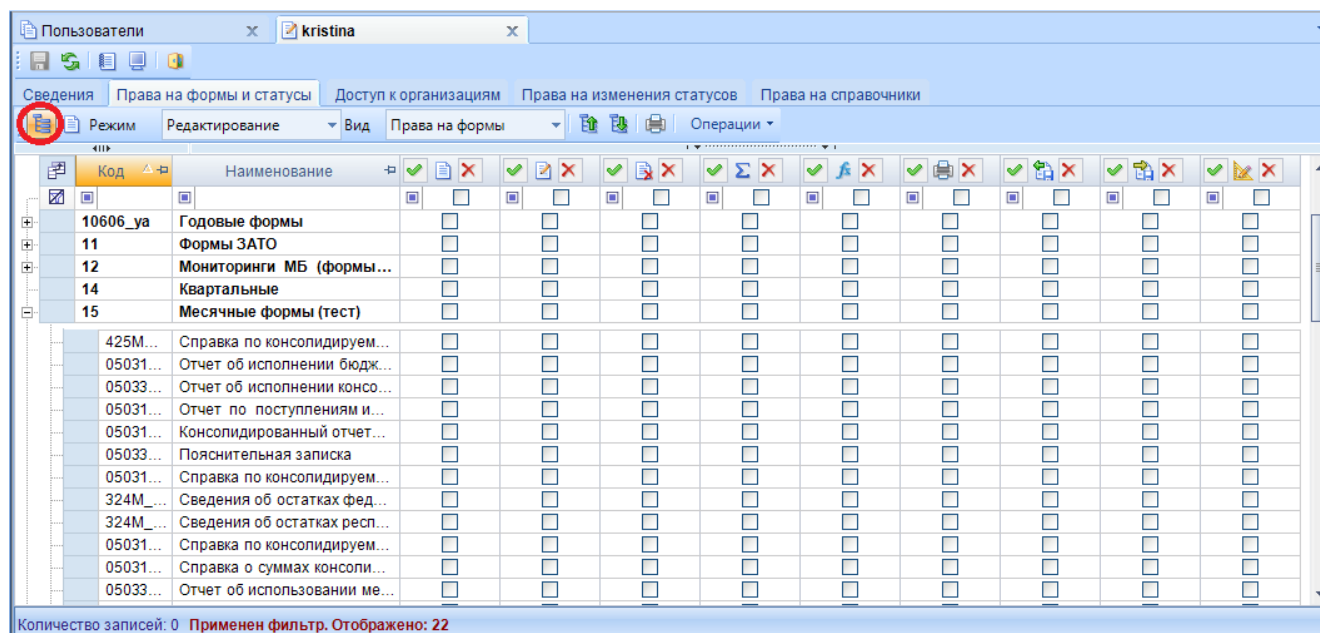 Пользователи kristina
Сведения Права на формы и статусы Доступ к организациям Права на изменения статусов Права на справочники
Режим Редактирование Вид Права на формы Операции
Код Наименование
10606_ya Годовые формы
11 Формы ЗАТО
12 Мониторинги МБ (формы...
14 Квартальные
15 Месячные формы (тест)
425M... Справка по консолидируем...
05031... Отчет об исполнении бюдж...
05033... Отчет об исполнении консо...
05031... Отчет по поступлениям и...
05031... Консолидированный отчет...
05033... Пояснительная записка
05031... Справка по консолидируем...
324M_... Сведения об остатках фед...
324M_... Сведения об остатках респ...
05031... Справка по консолидируем...
05031... Справка о суммах консоли...
05033... Отчет об использовании ме...
Количество записей: 0 Применен фильтр. Отображено: 22